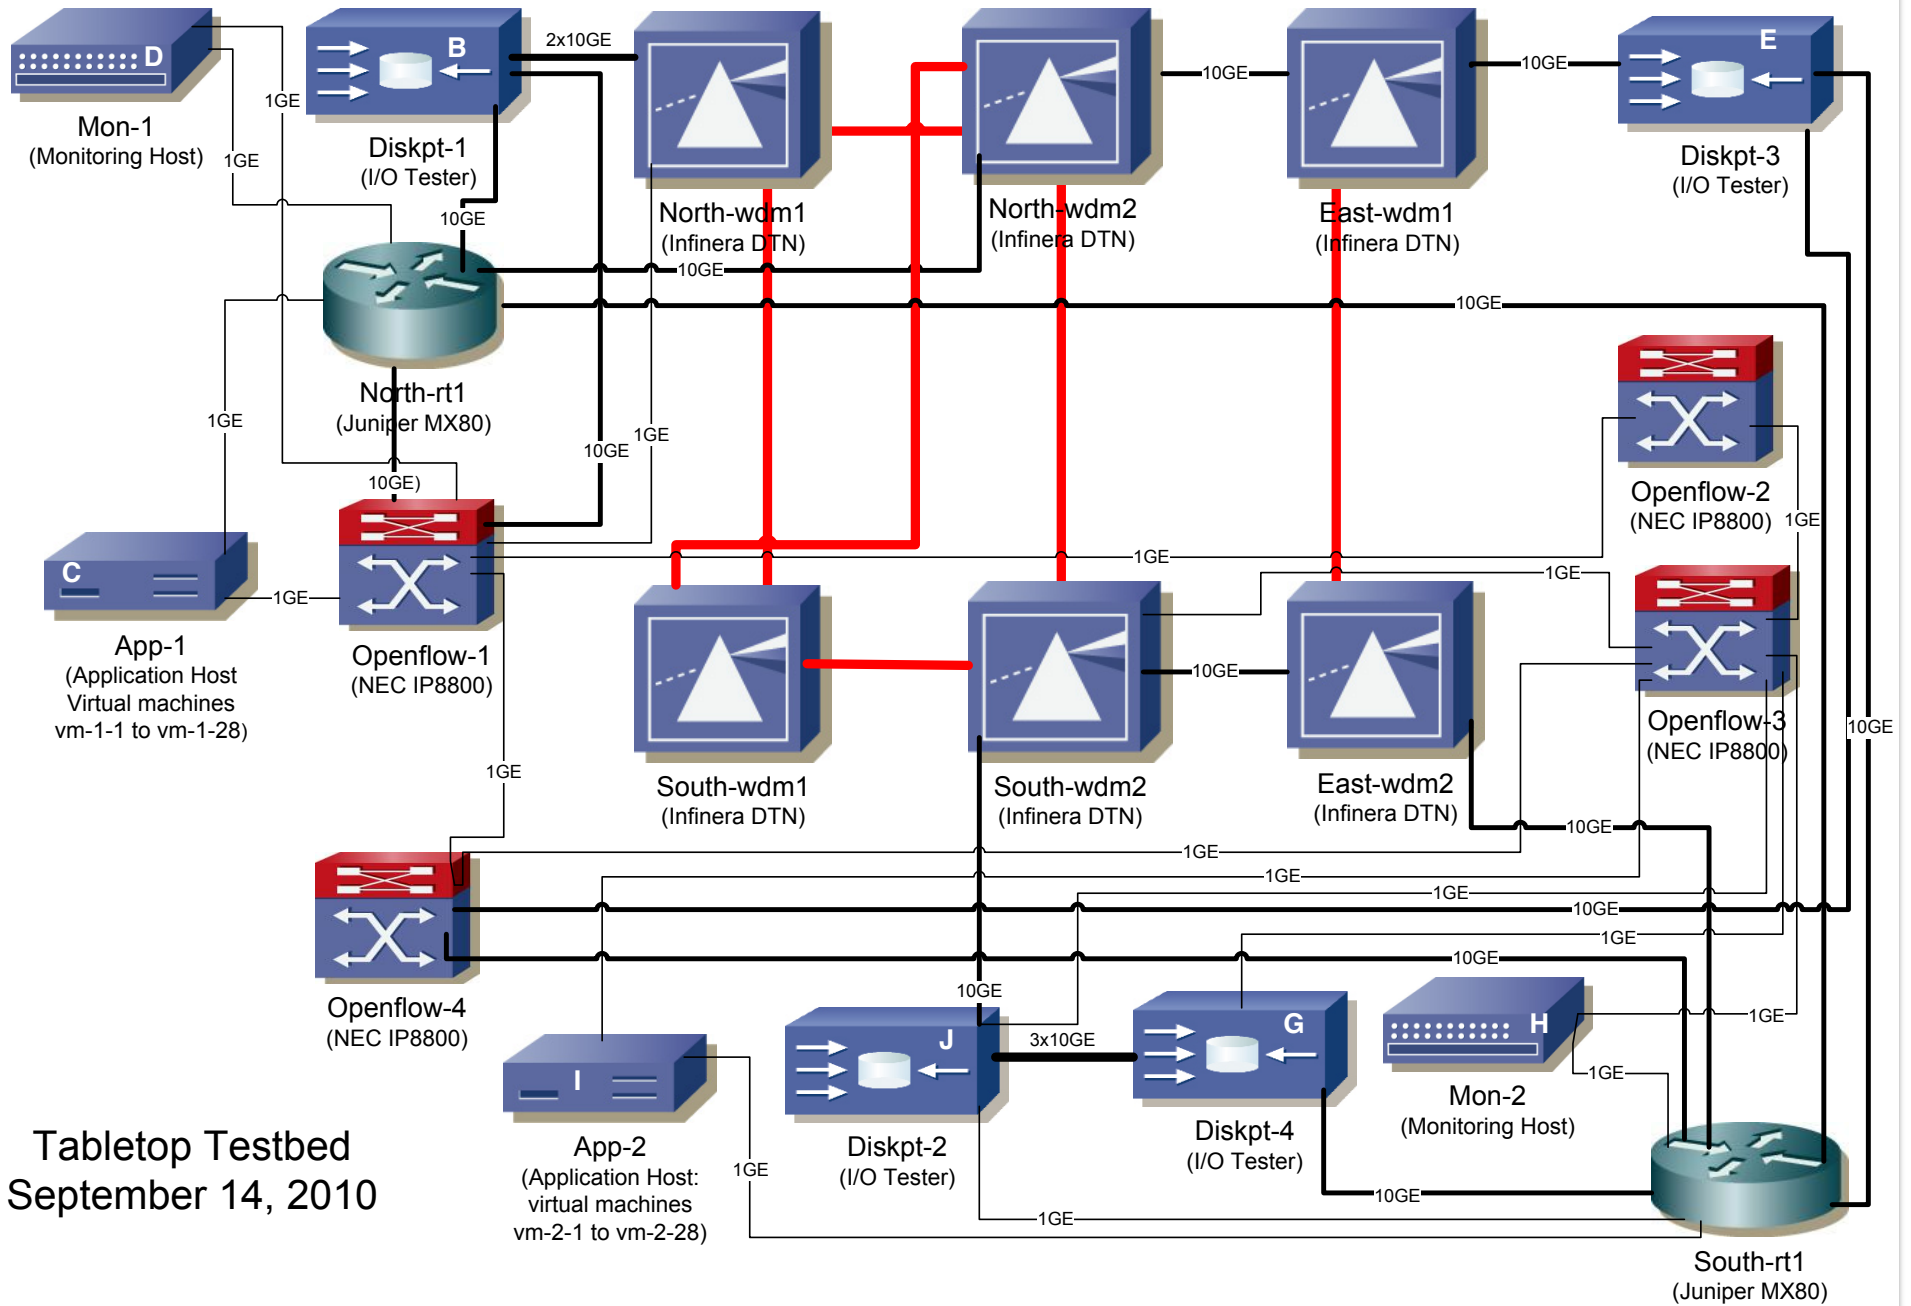 D
Mon-1
(Monitoring Host)
1GE
1GE
B
Diskpt-1
(I/O Tester)
2x10GE
10GE
North-wdm1
(Infinera DTN)
North-wdm2
(Infinera DTN)
10GE
East-wdm1
(Infinera DTN)
10GE
E
Diskpt-3
(I/O Tester)
10GE
10GE
North-rt1
(Juniper MX80)
1GE
10GE
1GE
10GE)
Openflow-2
(NEC IP8800)
1GE
C
1GE
App-1
(Application Host
Virtual machines
vm-1-1 to vm-1-28)
Openflow-1
(NEC IP8800)
1GE
1GE
1GE
South-wdm1
(Infinera DTN)
South-wdm2
(Infinera DTN)
10GE
East-wdm2
(Infinera DTN)
Openflow-3
(NEC IP8800)
10GE
10GE
1GE
1GE
1GE
10GE
1GE
10GE
Openflow-4
(NEC IP8800)
10GE
I
App-2
(Application Host:
virtual machines
vm-2-1 to vm-2-28)
1GE
J
Diskpt-2
(I/O Tester)
3x10GE
G
Diskpt-4
(I/O Tester)
H
Mon-2
(Monitoring Host)
1GE
1GE
10GE
1GE
South-rt1
(Juniper MX80)
Tabletop Testbed
September 14, 2010